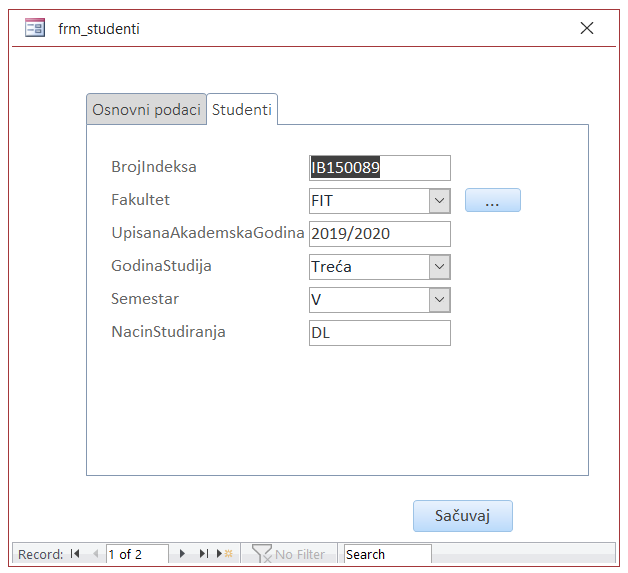 frm_studenti
Osnovni podaci Studenti
BrojIndeksa IB150089
Fakultet FIT ...
UpisanaAkademskaGodina 2019/2020
GodinaStudija Treća
Semestar V
NacinStudiranja DL
Sačuvaj
Record: 1 of 2 No Filter Search